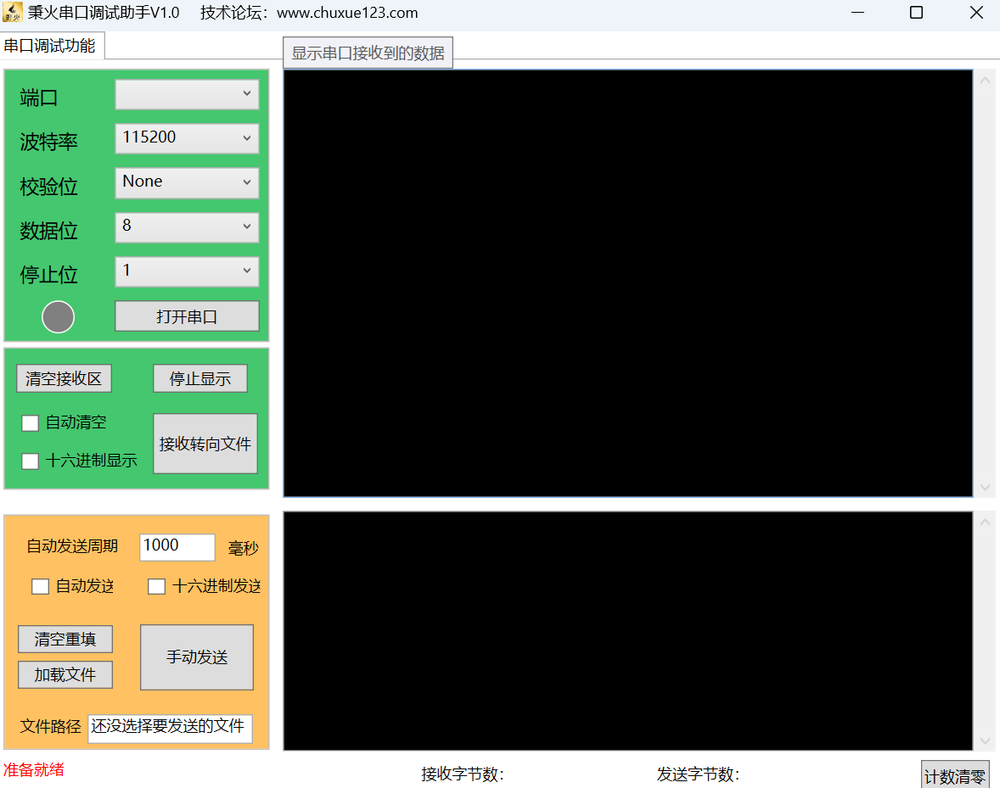 秉火串口调试助手V1.0 技术论坛：www.chuxue123.com
串口调试功能
显示串口接收到的数据
端口
波特率 115200
校验位 None
数据位 8
停止位 1
打开串口
清空接收区 停止显示
自动清空
接收转向文件
十六进制显示
自动发送周期 1000 毫秒
自动发送 十六进制发送
清空重填
手动发送
加载文件
文件路径 还没选择要发送的文件
准备就绪 接收字节数： 发送字节数： 计数清零